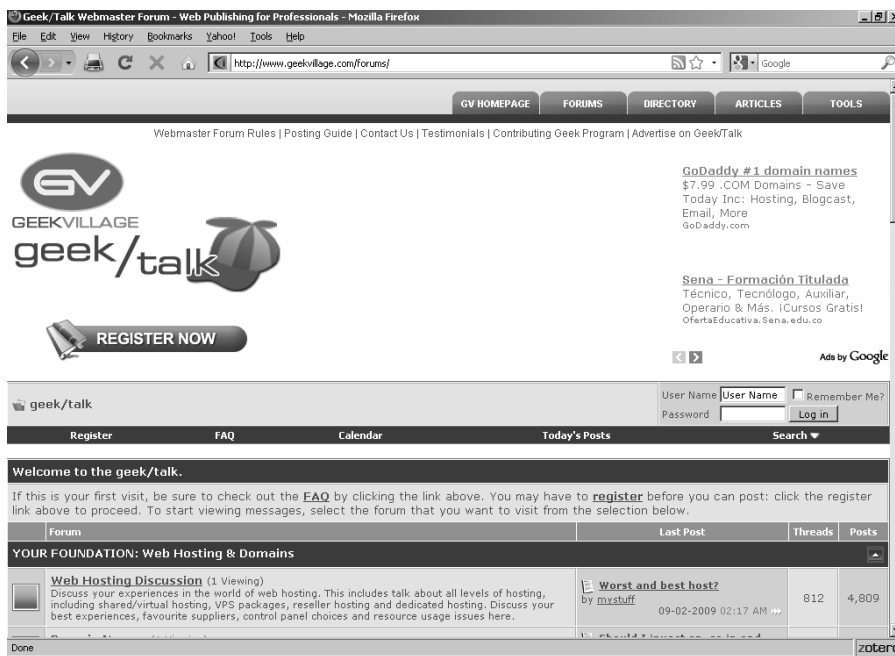 Geek/Talk Webmaster Forum - Web Publishing for Professionals - Mozilla Firefox
File Edit View History Bookmarks Yahoo! Tools Help
http://www.geekvillage.com/forums/
Google
GV HOMEPAGE FORUMS DIRECTORY ARTICLES TOOLS
Webmaster Forum Rules | Posting Guide | Contact Us | Testimonials | Contributing Geek Program | Advertise on Geek/Talk
GV
GEEKVILLAGE
geek/talk
REGISTER NOW
GoDaddy #1 domain names
$7.99 .COM Domains - Save
Today Inc: Hosting, Blogcast,
Email, More
GoDaddy.com
Sena - Formación Titulada
Técnico, Tecnólogo, Auxiliar,
Operario & Más. ¡Cursos Gratis!
OfertaEducativa.Sena.edu.co
Ads by Google
geek/talk
User Name User Name Remember Me?
Password Log in
Register FAQ Calendar Today's Posts Search
Welcome to the geek/talk.
If this is your first visit, be sure to check out the FAQ by clicking the link above. You may have to register before you can post: click the register
link above to proceed. To start viewing messages, select the forum that you want to visit from the selection below.
Forum Last Post Threads Posts
YOUR FOUNDATION: Web Hosting & Domains
Web Hosting Discussion (1 Viewing)
Discuss your experiences in the world of web hosting. This includes talk about all levels of hosting,
including shared/virtual hosting, VPS packages, reseller hosting and dedicated hosting. Discuss your
best experiences, favourite suppliers, control panel choices and resource usage issues here.
Worst and best host?
by mystuff
09-02-2009 02:17 AM
812 4,809
Done